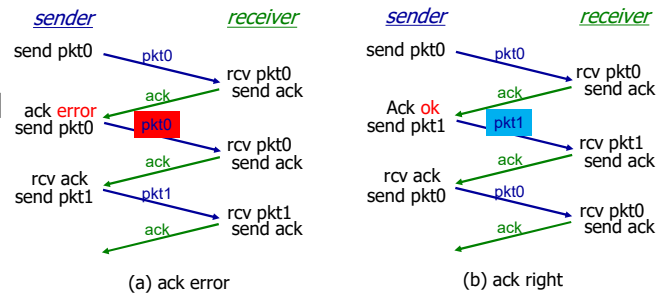 sender
receiver
send pkt0
pkt0
rcv pkt0
send ack
ack
ack error
send pkt0
pkt0
rcv pkt0
send ack
ack
rcv ack
send pkt1
pkt1
rcv pkt1
send ack
ack
(a) ack error
sender
receiver
send pkt0
pkt0
rcv pkt0
send ack
ack
Ack ok
send pkt1
pkt1
rcv pkt1
send ack
ack
rcv ack
send pkt0
pkt0
rcv pkt0
send ack
ack
(b) ack right